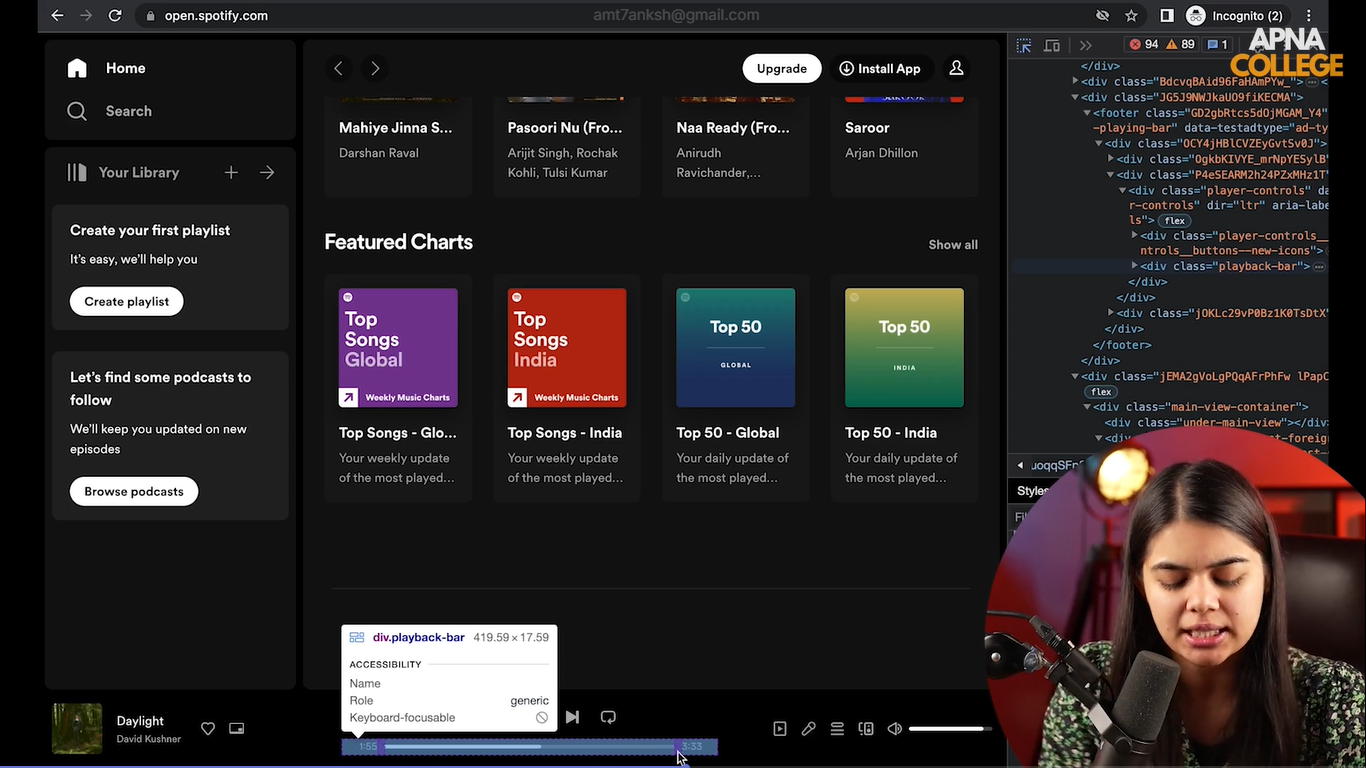 open.spotify.com
amt7anksh@gmail.com
Incognito (2)
APNA
COLLEGE
Home
Search
Your Library
Create your first playlist
It's easy, we'll help you
Create playlist
Let's find some podcasts to
follow
We'll keep you updated on new
episodes
Browse podcasts
Upgrade
Install App
Mahiye Jinna S...
Darshan Raval
Pasoori Nu (Fro...
Arijit Singh, Rochak
Kohli, Tulsi Kumar
Naa Ready (Fro...
Anirudh
Ravichander,...
Saroor
Arjan Dhillon
Featured Charts
Show all
Top
Songs
Global
Weekly Music Charts
Top Songs - Glo...
Your weekly update
of the most played...
Top
Songs
India
Weekly Music Charts
Top Songs - India
Your weekly update
of the most played...
Top 50
GLOBAL
Top 50 - Global
Your daily update of
the most played...
Top 50
INDIA
Top 50 - India
Your daily update of
the most played...
div.playback-bar 419.59 × 17.59
ACCESSIBILITY
Name
Role generic
Keyboard-focusable
Daylight
David Kushner
1:55
3:33
94 89 1
</div>
<div class="BdcvqBAid96FaHAmPYw_">
<div class="JG5J9NWJkaUO9fiKECMA">
<footer class="GD2gbRtcs5dOjMGAM_Y4"
-playing-bar" data-testadtype="ad-ty
<div class="OCY4jHBlCVZEyGvtSv0J">
<div class="OgkbKIVYE_mrNpYESylB"
<div class="P4eSEARM2h24PZxMHz1T"
<div class="player-controls" da
r-controls" dir="ltr" aria-labe
ls"> flex
<div class="player-controls__
ntrols__buttons--new-icons">
<div class="playback-bar">
</div>
</div>
<div class="jOKLc29vP0Bz1K0TsDtX"
</div>
</footer>
</div>
<div class="jEMA2gVoLgPQqAFrPhFw lPapC
flex
<div class="main-view-container">
<div class="under-main-view"></div>
Styles